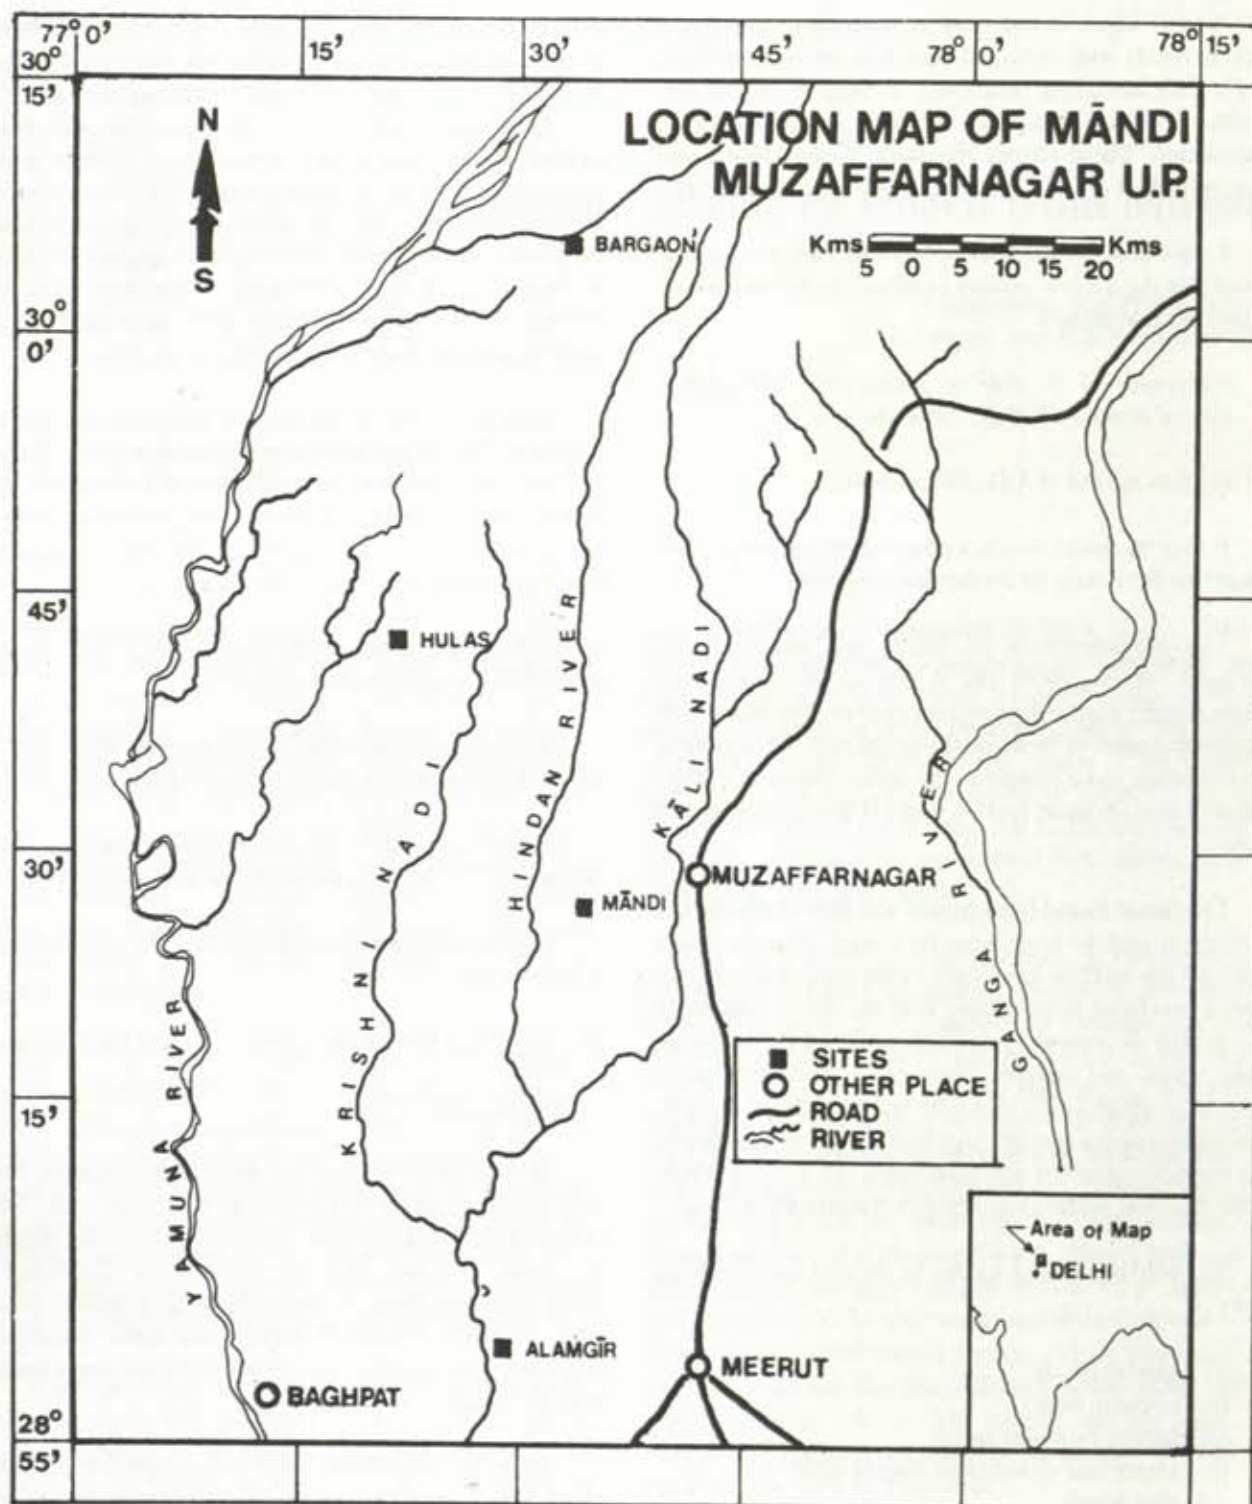 77° 0'
15'
30'
45'
78° 0'
78° 15'
30°
15'
N
S
LOCATION MAP OF MĀNDI
MUZAFFARNAGAR U.P.
Kms
Kms
5 0 5 10 15 20
BARGAON
30°
0'
45'
HULAS
HINDAN RIVER
KĀLI NADI
KRISHNI NADI
30'
MĀNDI
MUZAFFARNAGAR
GANGA RIVER
YAMUNA RIVER
SITES
OTHER PLACE
ROAD
RIVER
15'
Area of Map
DELHI
ALAMGĪR
MEERUT
BAGHPAT
28°
55'